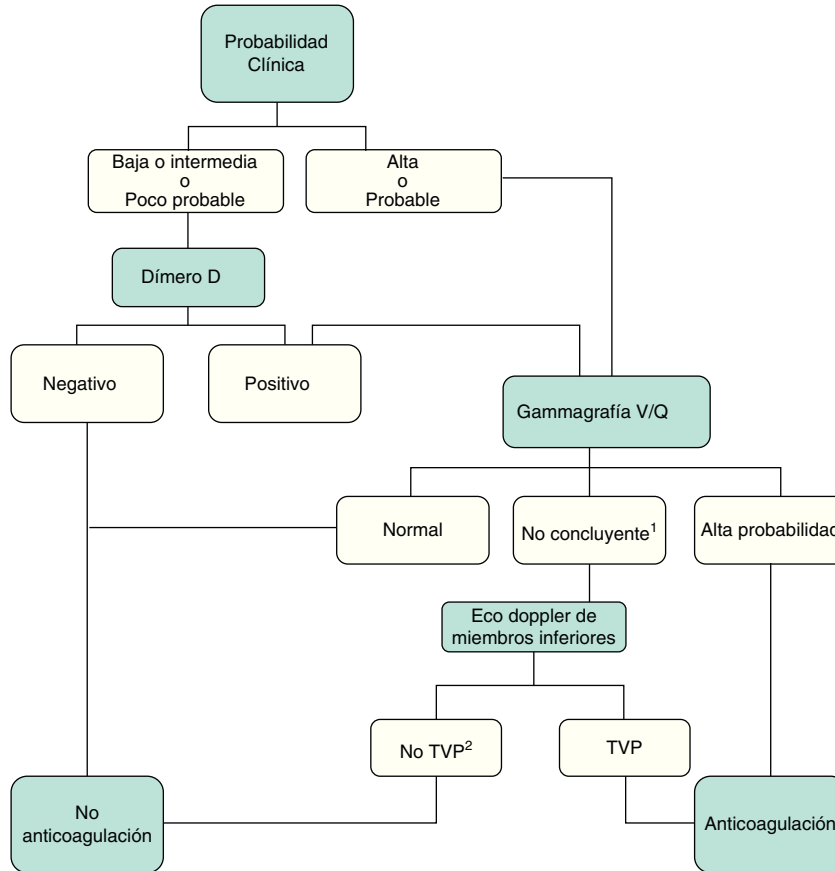 Probabilidad
Clínica
Baja o intermedia
o
Poco probable
Alta
o
Probable
Dímero D
Negativo
Positivo
Gammagrafía V/Q
Normal
No concluyente1
Alta probabilidad
Eco doppler de
miembros inferiores
No TVP2
TVP
No
anticoagulación
Anticoagulación